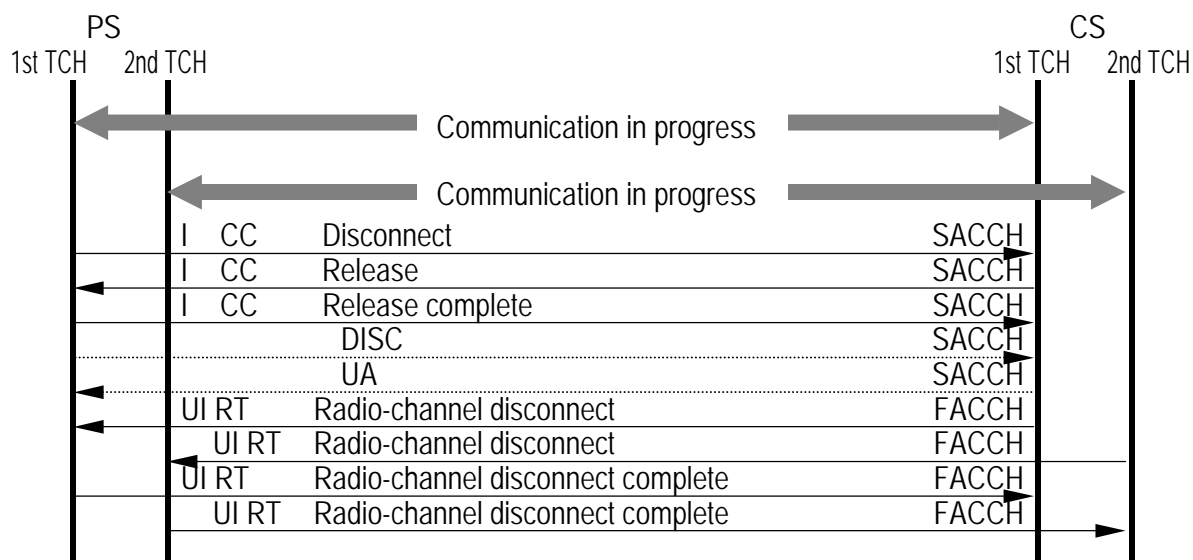 PS CS
1st TCH 2nd TCH 1st TCH 2nd TCH
Communication in progress
Communication in progress
I CC Disconnect SACCH
I CC Release SACCH
I CC Release complete SACCH
DISC SACCH
UA SACCH
UI RT Radio-channel disconnect FACCH
UI RT Radio-channel disconnect FACCH
UI RT Radio-channel disconnect complete FACCH
UI RT Radio-channel disconnect complete FACCH